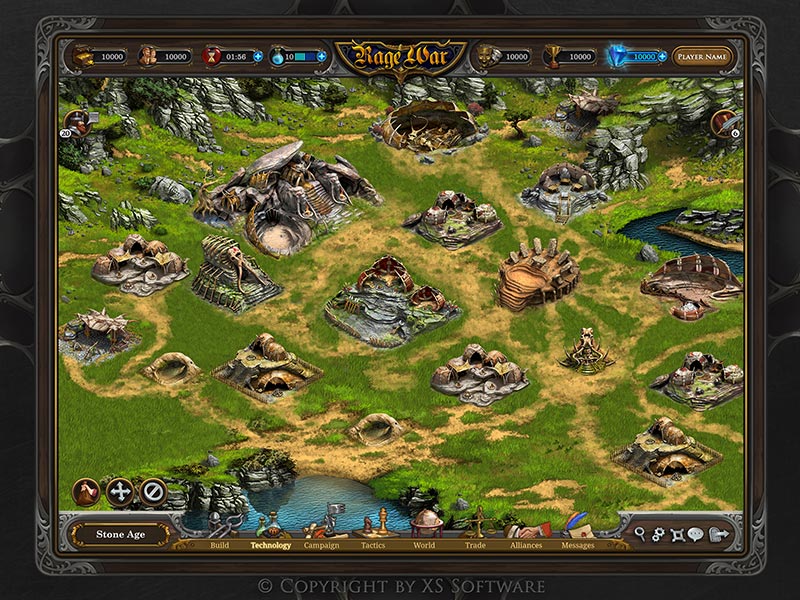 10000
10000
01:56
10
Rage War
10000
10000
10000
PLAYER NAME
20
6
Stone Age
Build
Technology
Campaign
Tactics
World
Trade
Alliances
Messages
© COPYRIGHT BY XS SOFTWARE